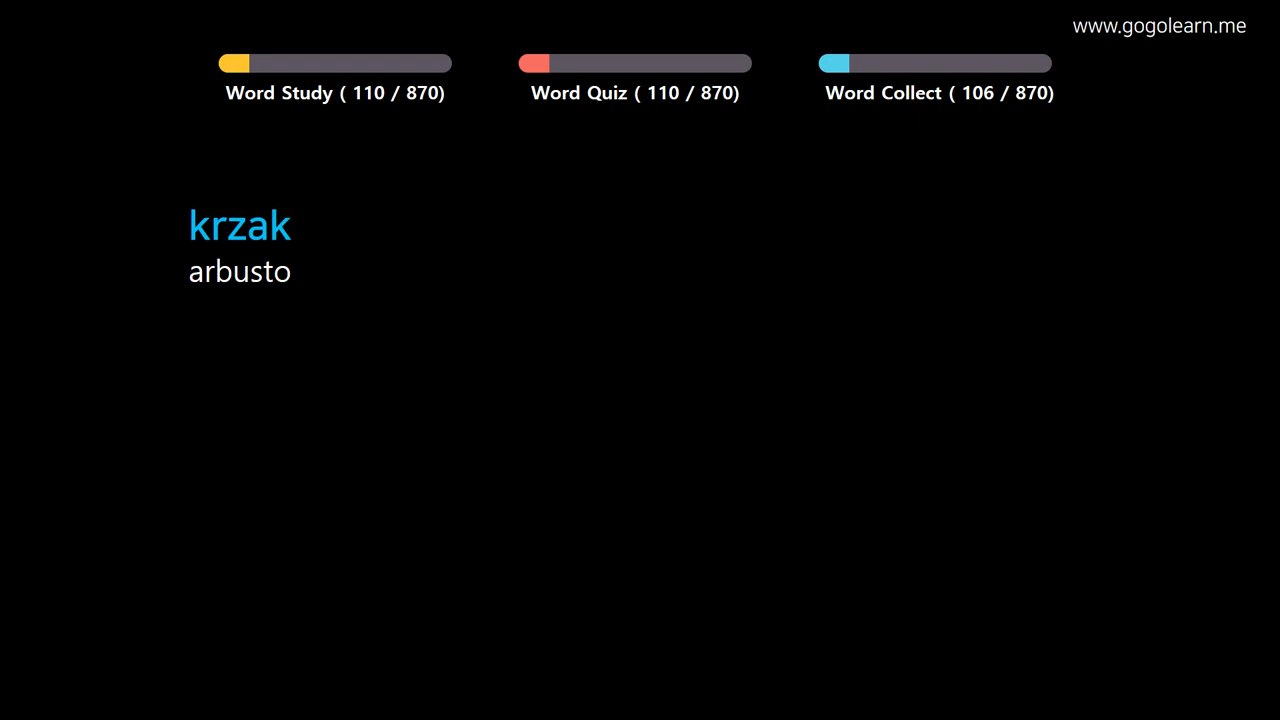 www.gogolearn.me
Word Study ( 110 / 870)
Word Quiz ( 110 / 870)
Word Collect ( 106 / 870)
krzak
arbusto